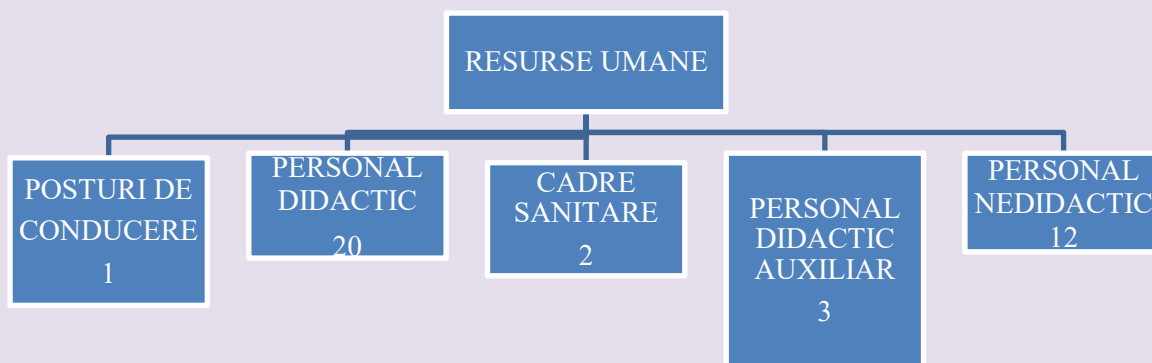 RESURSE UMANE
POSTURI DE
CONDUCERE
1
PERSONAL
DIDACTIC
20
CADRE
SANITARE
2
PERSONAL
DIDACTIC
AUXILIAR
3
PERSONAL
NEDIDACTIC
12